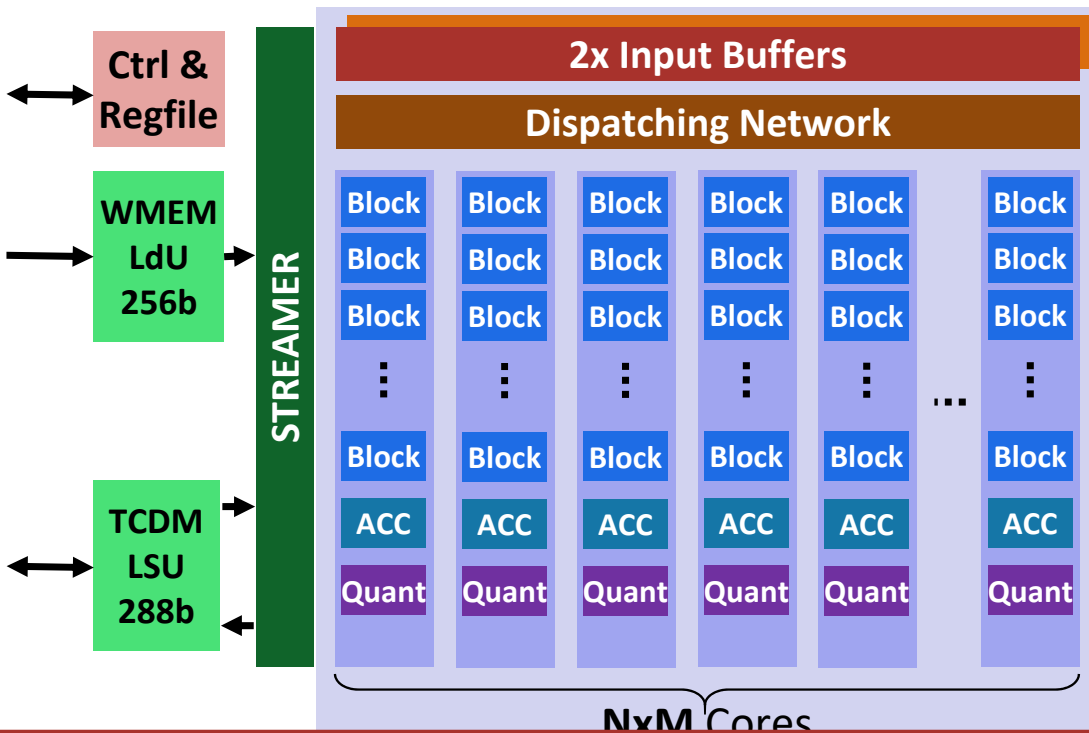 Ctrl &
Regfile
WMEM
LdU
256b
TCDM
LSU
288b
STREAMER
2x Input Buffers
Dispatching Network
Block Block Block Block Block Block
Block Block Block Block Block Block
Block Block Block Block Block Block
⋮ ⋮ ⋮ ⋮ ⋮ ... ⋮
Block Block Block Block Block Block
ACC ACC ACC ACC ACC ACC
Quant Quant Quant Quant Quant Quant
NxM Cores